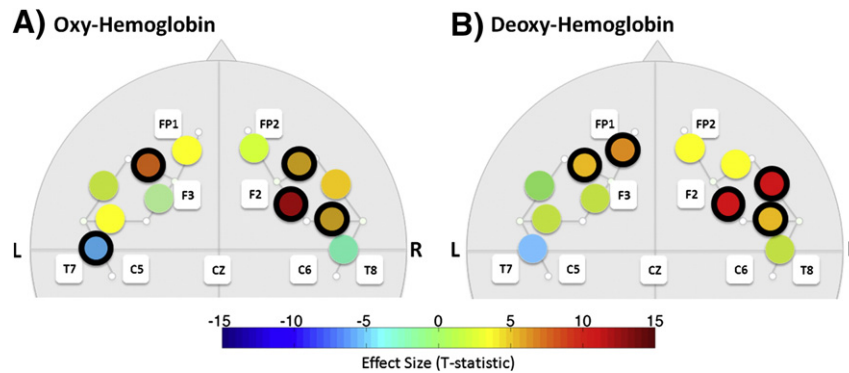 A) Oxy-Hemoglobin
B) Deoxy-Hemoglobin
FP1 FP2 FP1 FP2
F3 F2 F3 F2
L R L
T7 C5 CZ C6 T8 T7 C5 CZ C6 T8
-15 -10 -5 0 5 10 15
Effect Size (T-statistic)